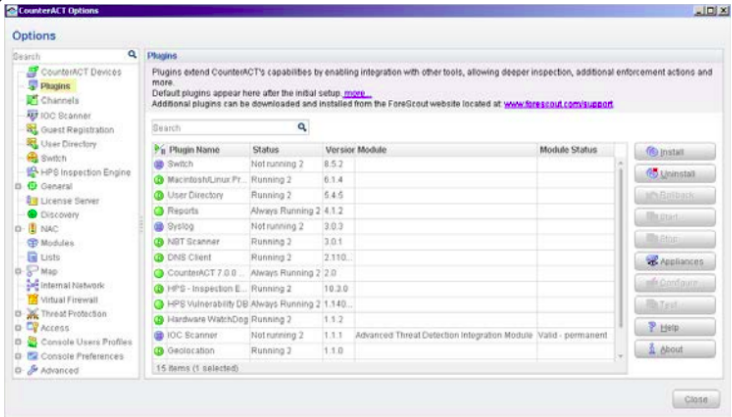 CounterACT Options
Options
Search
CounterACT Devices
Plugins
Channels
IOC Scanner
Guest Registration
User Directory
Switch
HPS Inspection Engine
General
License Server
Discovery
NAC
Modules
Lists
Map
Internal Network
Virtual Firewall
Threat Protection
Access
Console Users Profiles
Console Preferences
Advanced
Plugins
Plugins extend CounterACT's capabilities by enabling integration with other tools, allowing deeper inspection, additional enforcement actions and
more.
Default plugins appear here after the initial setup. more...
Additional plugins can be downloaded and installed from the ForeScout website located at: www.forescout.com/support
Search
Plugin Name Status Version Module Module Status
Switch Not running 2 8.5.2
Macintosh/Linux Pr... Running 2 6.1.4
User Directory Running 2 5.4.5
Reports Always Running 2 4.1.2
Syslog Not running 2 3.0.3
NBT Scanner Running 2 3.0.1
DNS Client Running 2 2.110...
CounterACT 7.0.0 ... Always Running 2 2.0
HPS - Inspection E... Running 2 10.3.0
HPS Vulnerability DB Always Running 2 1.140...
Hardware WatchDog Running 2 1.1.2
IOC Scanner Not running 2 1.1.1 Advanced Threat Detection Integration Module Valid - permanent
Geolocation Running 2 1.1.0
15 items (1 selected)
Install
Uninstall
Rollback
Start
Stop
Appliances
Configure
Test
Help
About
Close